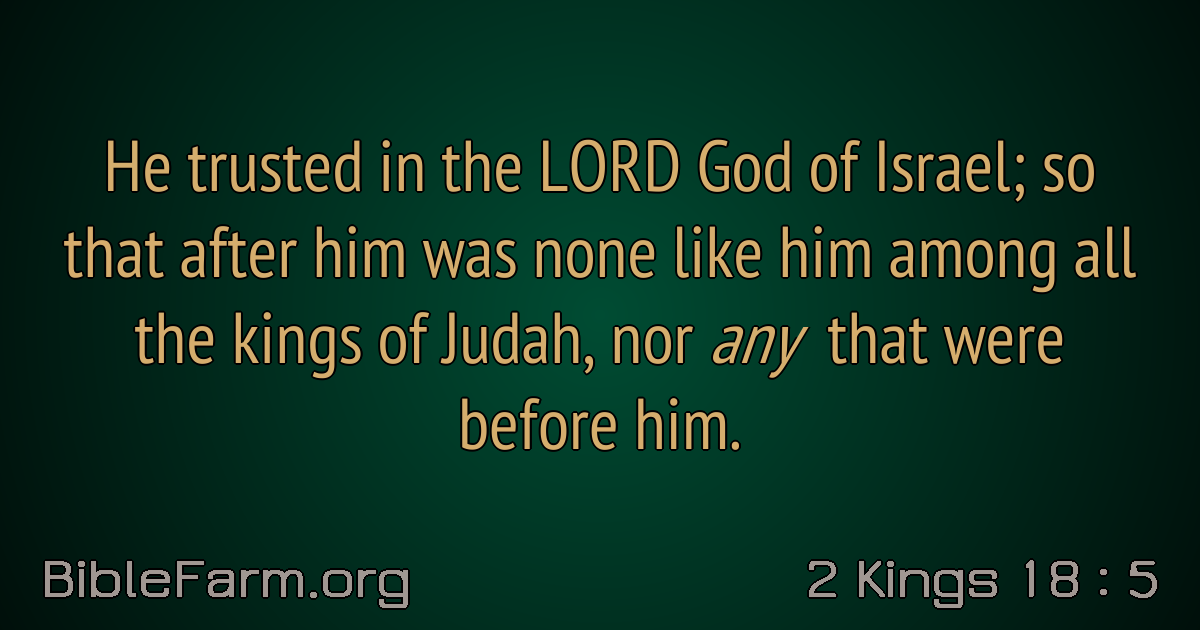 He trusted in the LORD God of Israel; so
that after him was none like him among all
the kings of Judah, nor any that were
before him.
BibleFarm.org
2 Kings 18 : 5